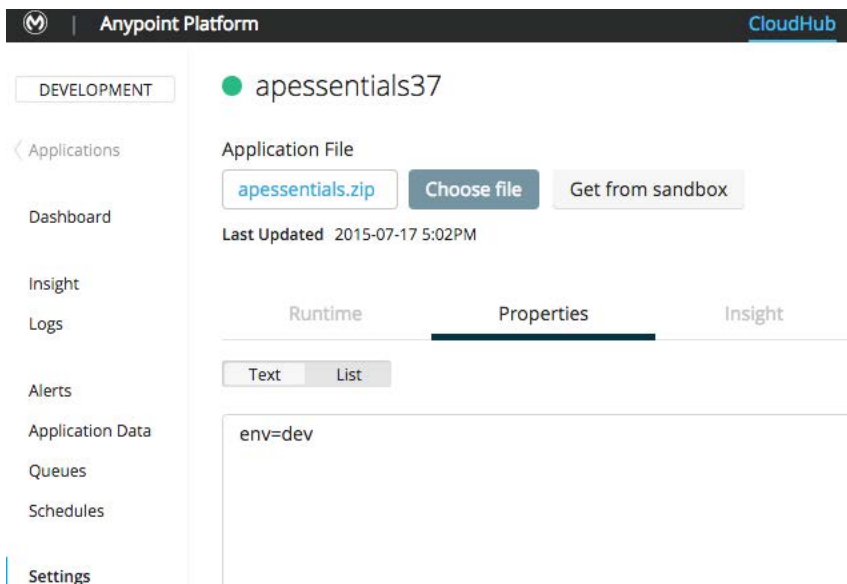 Anypoint Platform
CloudHub
DEVELOPMENT
Applications
Dashboard
Insight
Logs
Alerts
Application Data
Queues
Schedules
Settings
apessentials37
Application File
apessentials.zip
Choose file
Get from sandbox
Last Updated 2015-07-17 5:02PM
Runtime
Properties
Insight
Text
List
env=dev